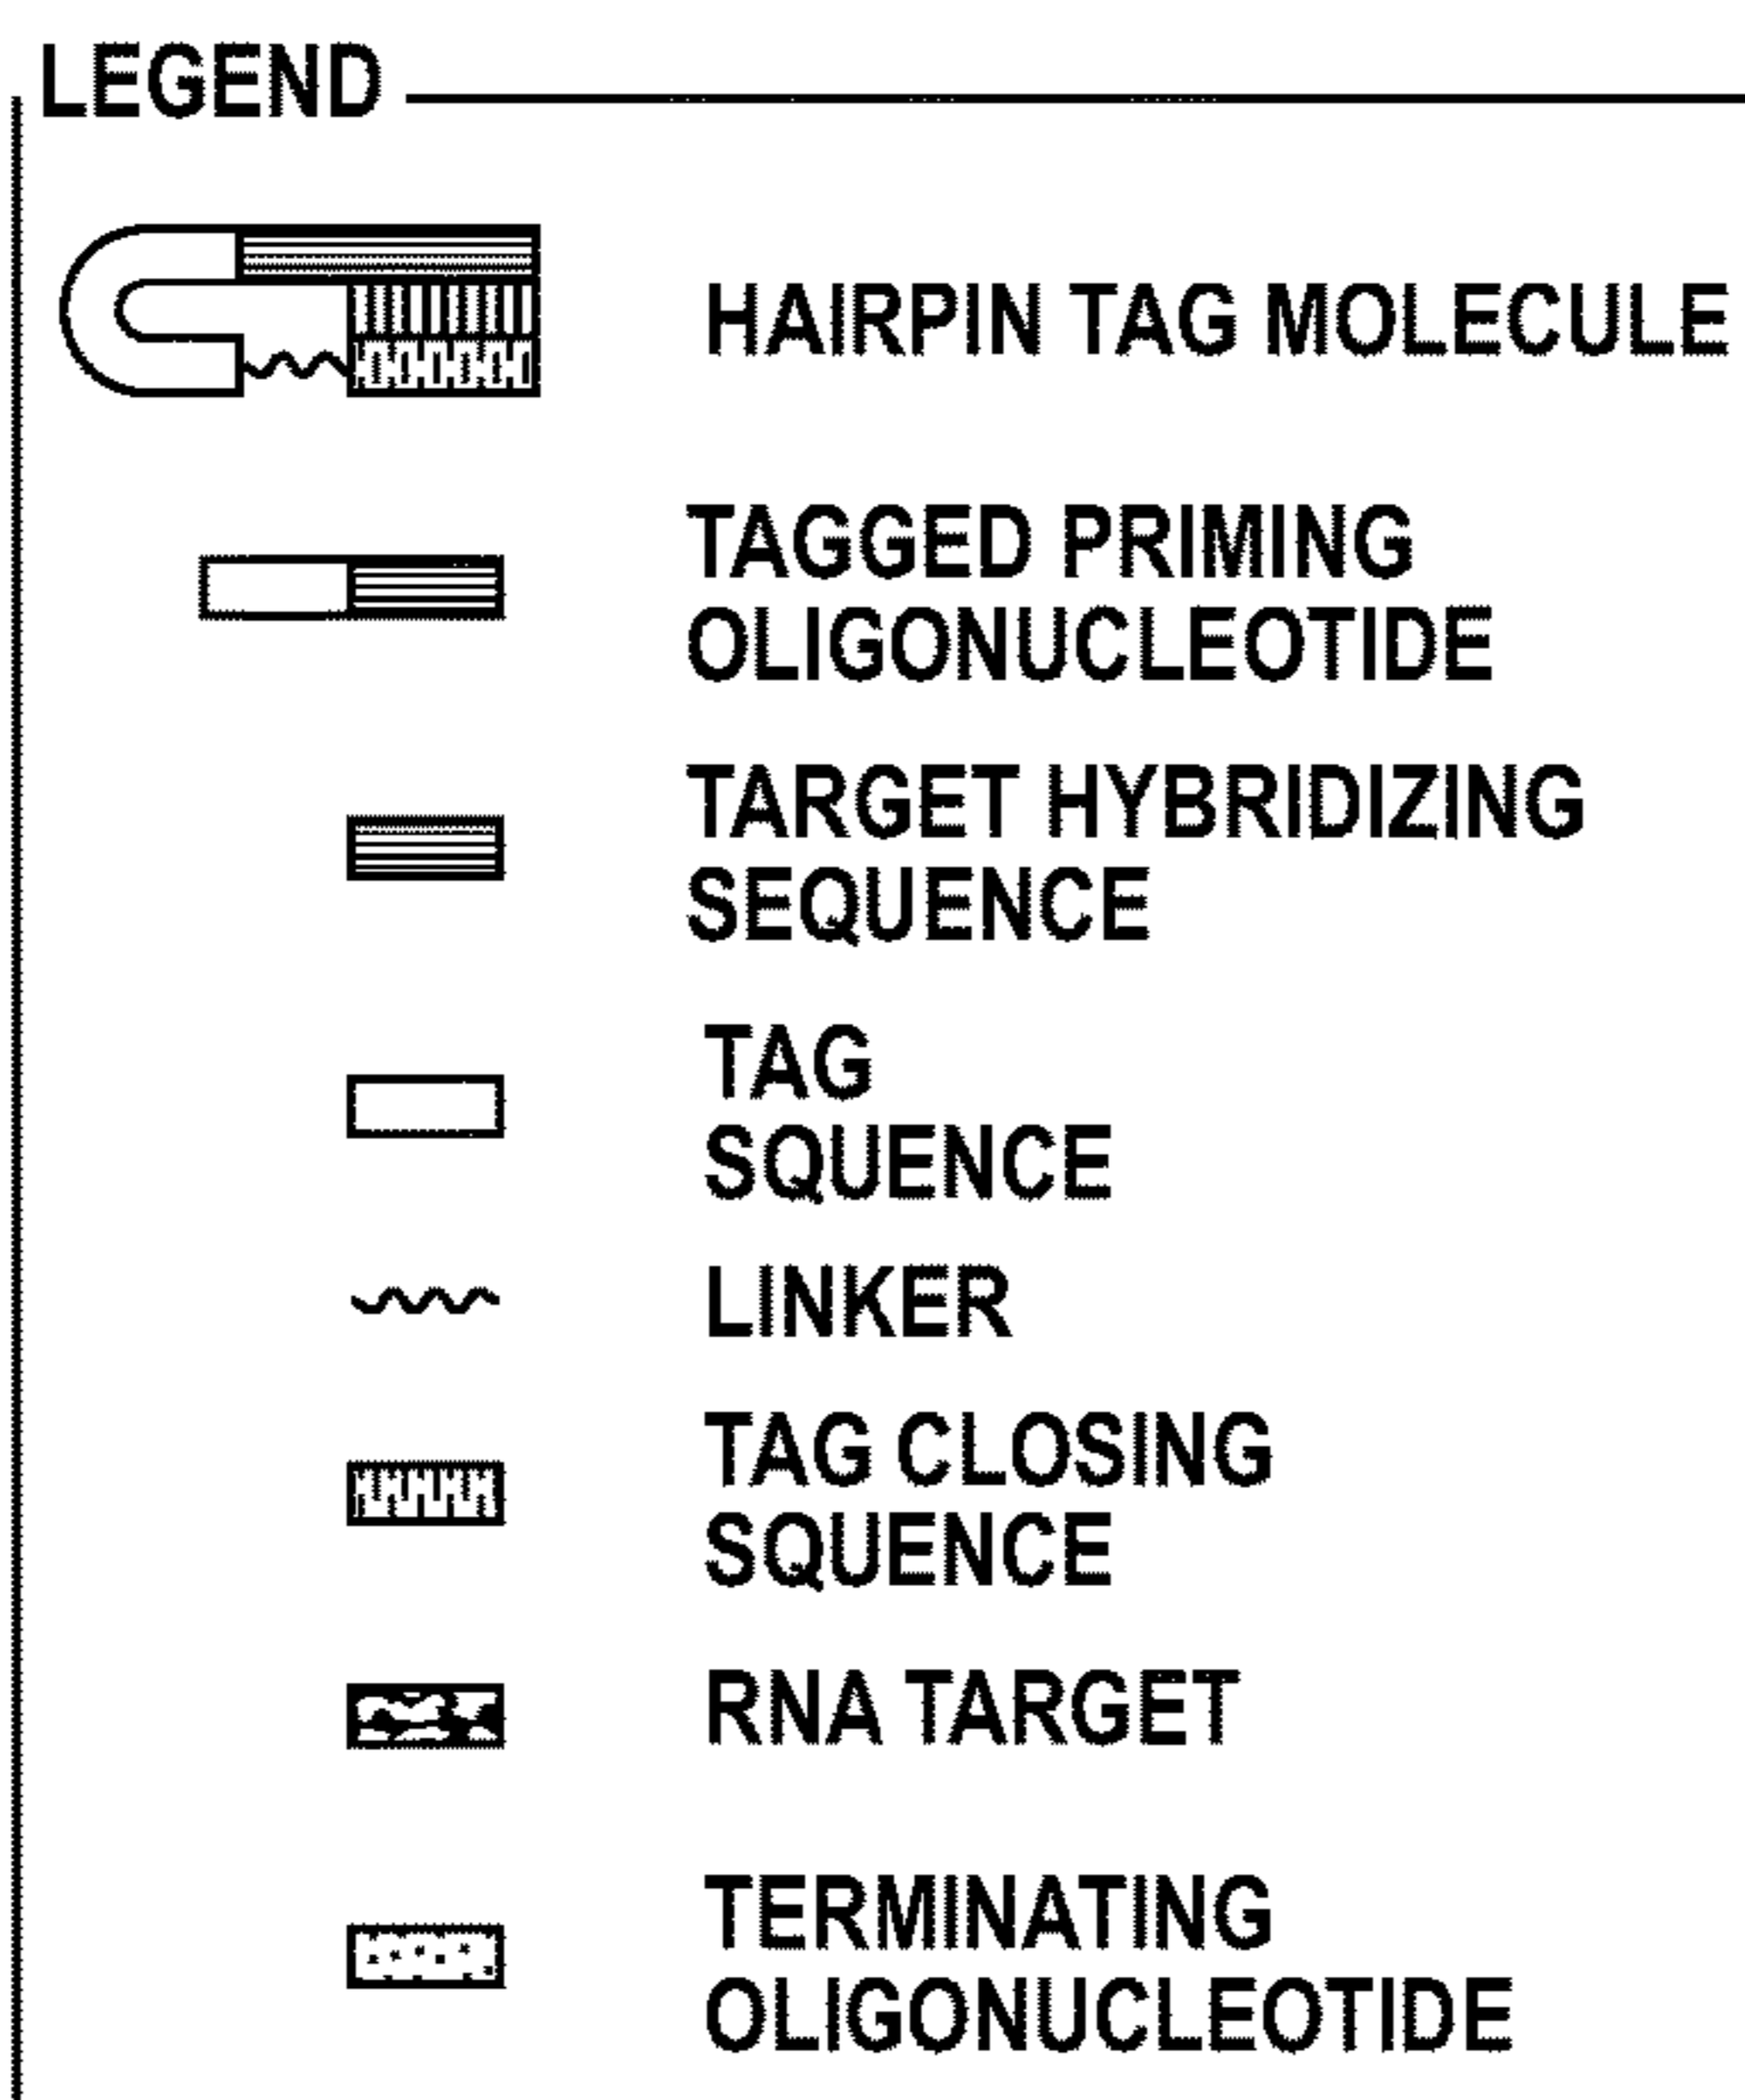 LEGEND
HAIRPIN TAG MOLECULE
TAGGED PRIMING
OLIGONUCLEOTIDE
TARGET HYBRIDIZING
SEQUENCE
TAG
SQUENCE
LINKER
TAG CLOSING
SQUENCE
RNA TARGET
TERMINATING
OLIGONUCLEOTIDE